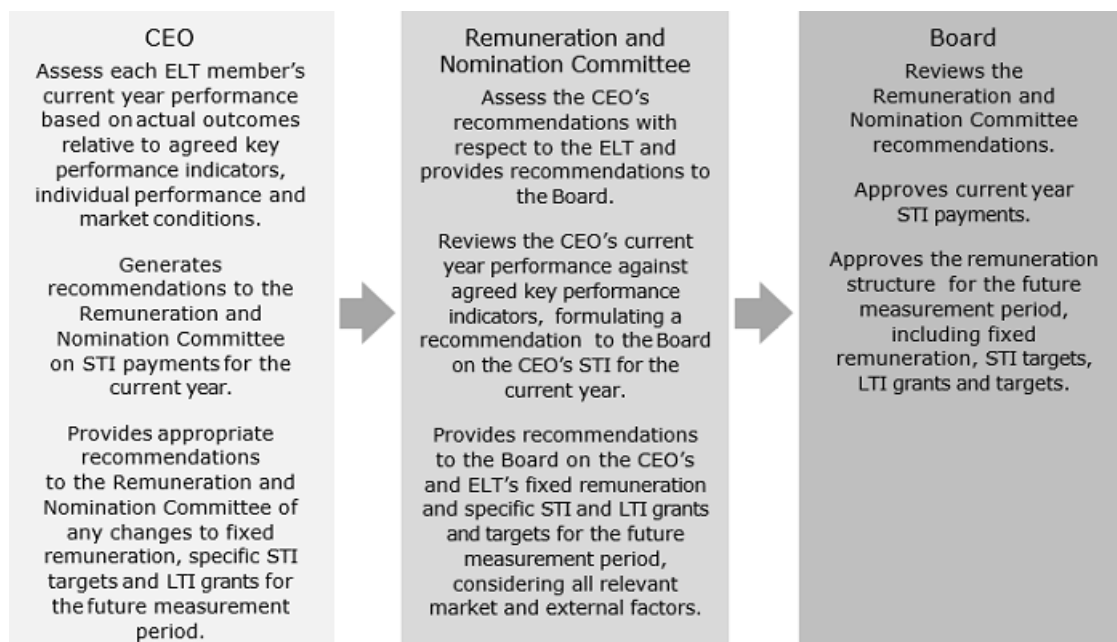 CEO
Assess each ELT member's
current year performance
based on actual outcomes
relative to agreed key
performance indicators,
individual performance and
market conditions.
Generates
recommendations to the
Remuneration and
Nomination Committee
on STI payments for the
current year.
Provides appropriate
recommendations
to the Remuneration and
Nomination Committee of
any changes to fixed
remuneration, specific STI
targets and LTI grants for
the future measurement
period.
Remuneration and
Nomination Committee
Assess the CEO's
recommendations with
respect to the ELT and
provides recommendations to
the Board.
Reviews the CEO's current
year performance against
agreed key performance
indicators, formulating a
recommendation to the Board
on the CEO's STI for the
current year.
Provides recommendations
to the Board on the CEO's
and ELT's fixed remuneration
and specific STI and LTI grants
and targets for the future
measurement period,
considering all relevant
market and external factors.
Board
Reviews the
Remuneration and
Nomination Committee
recommendations.
Approves current year
STI payments.
Approves the remuneration
structure for the future
measurement period,
including fixed
remuneration, STI targets,
LTI grants and targets.